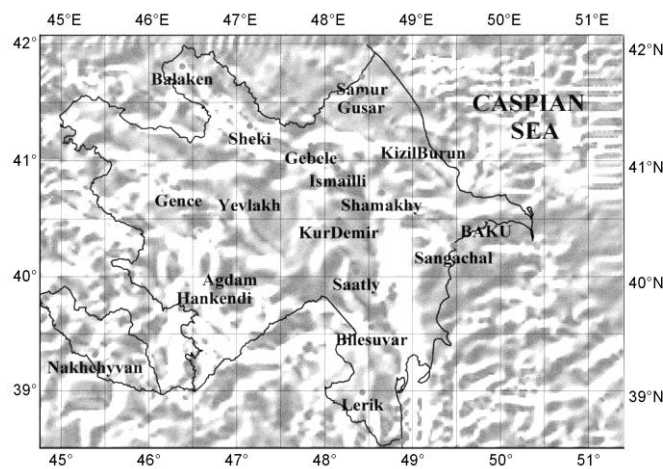 45°E 46°E 47°E 48°E 49°E 50°E 51°E
42° 42°N
Balaken
Samur
Gusar
CASPIAN
SEA
Sheki
41° 41°N
Gebele KizilBurun
Ismailli
Gence Yevlakh Shamakhy
KurDemir BAKU
Sangachal
40° 40°N
Agdam Saatly
Hankendi
Bilesuvar
Nakhchyvan
39° 39°N
Lerik
45° 46° 47° 48° 49° 50° 51°